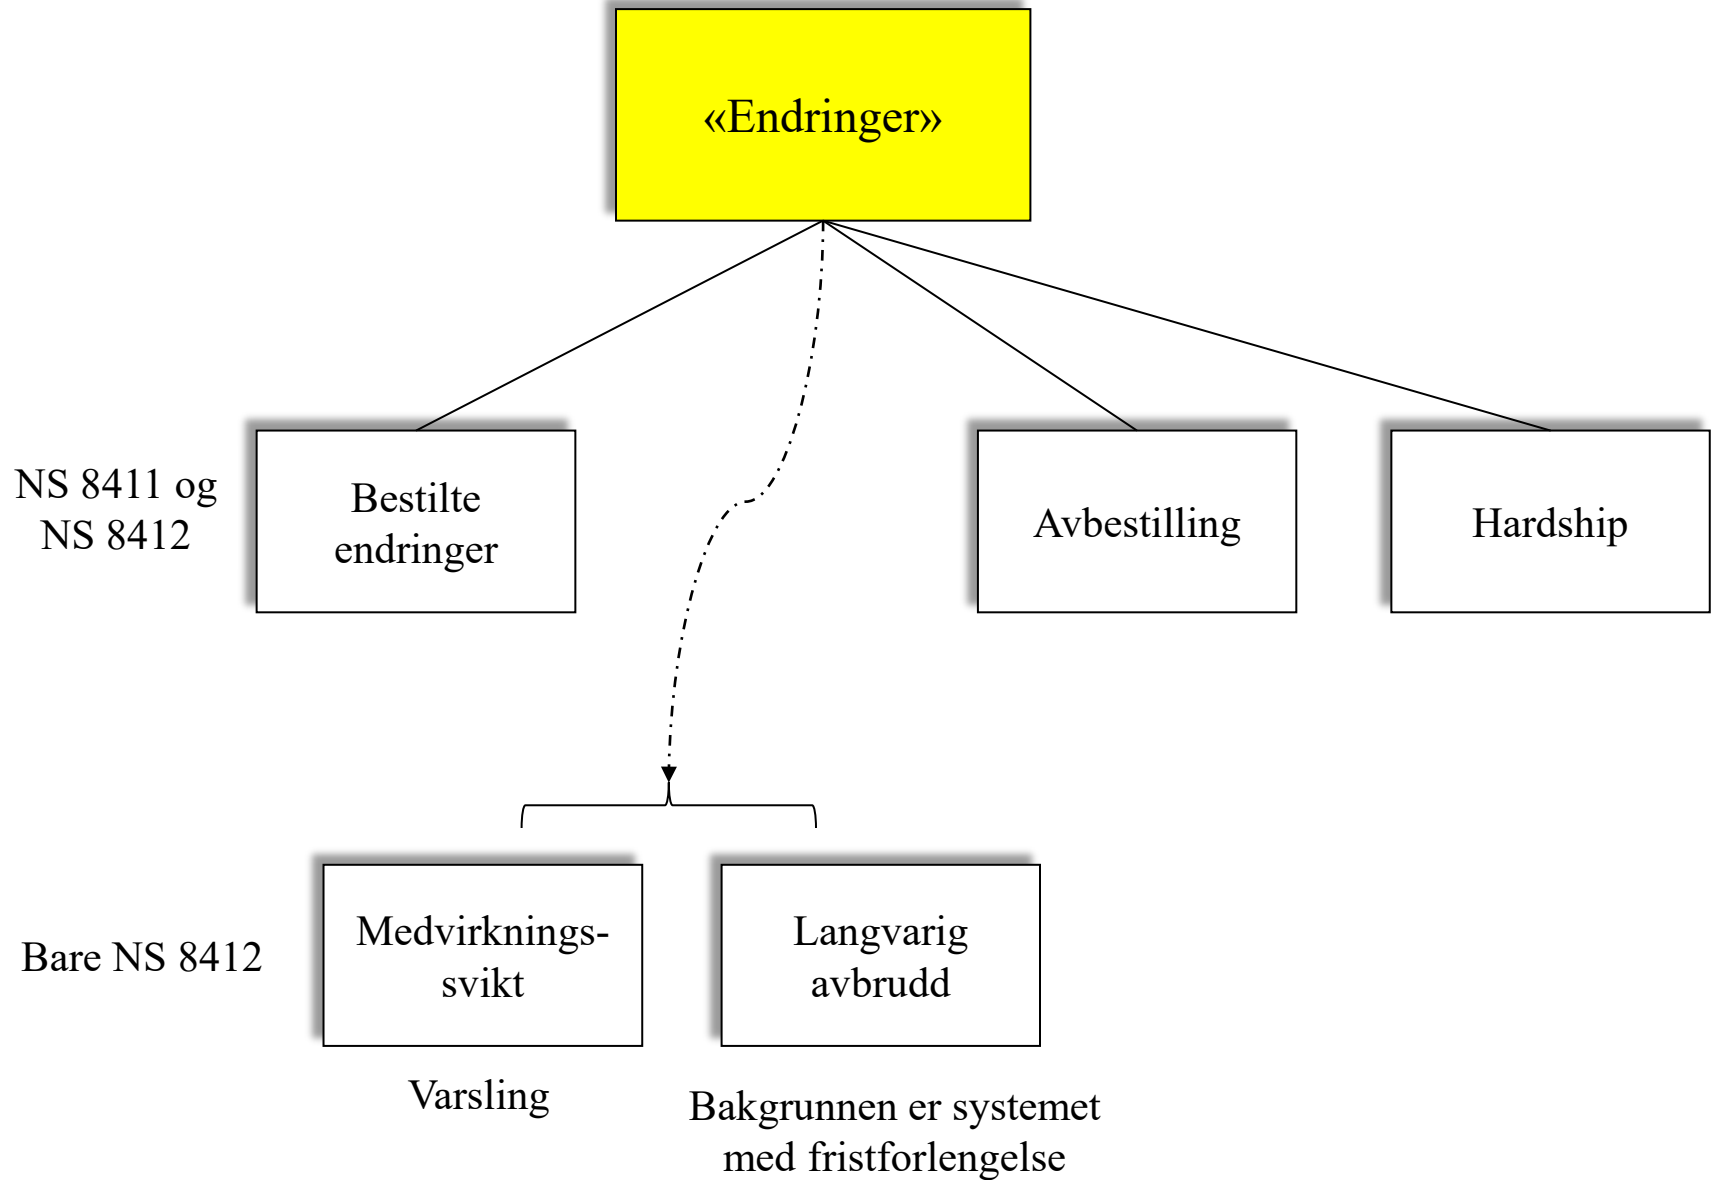 «Endringer»
NS 8411 og
NS 8412
Bestilte
endringer
Avbestilling
Hardship
Bare NS 8412
Medvirknings-
svikt
Langvarig
avbrudd
Varsling
Bakgrunnen er systemet
med fristforlengelse